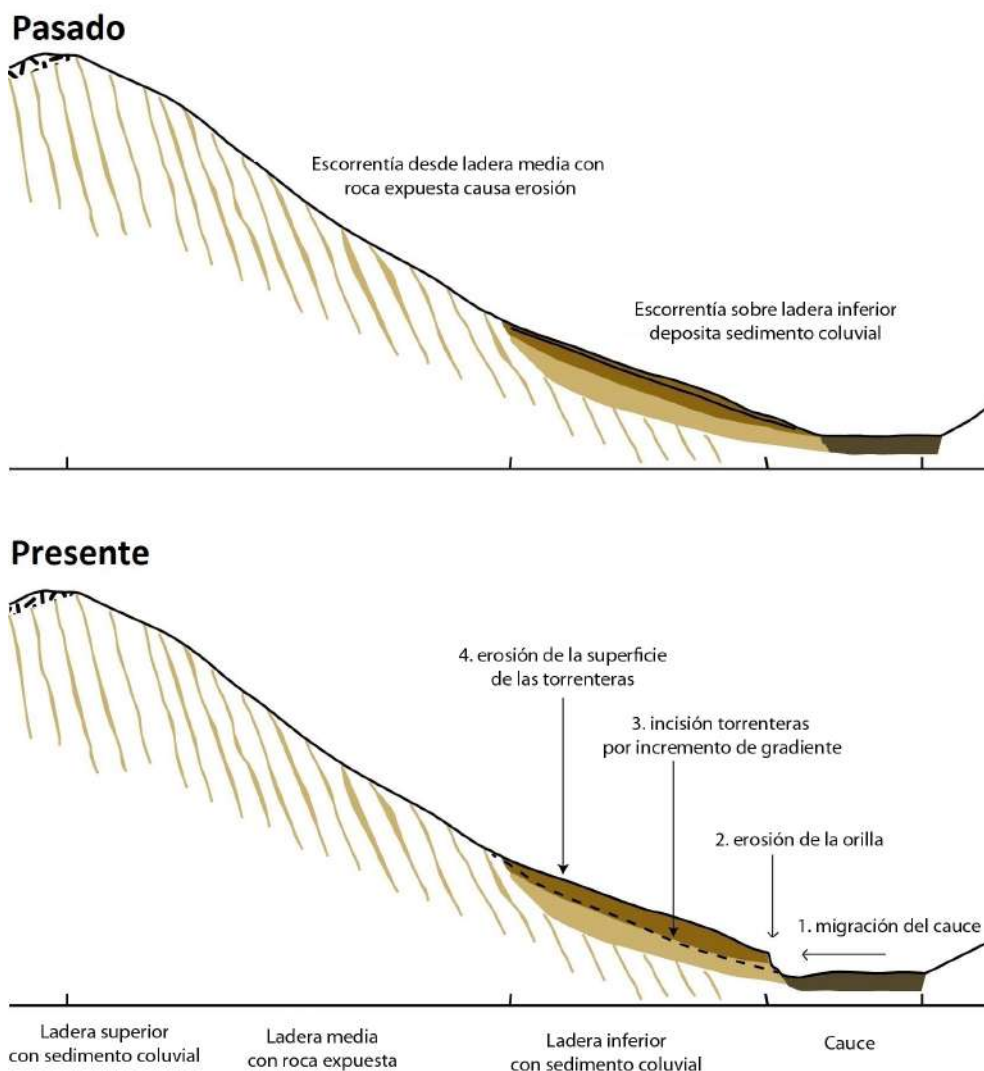 Pasado
Escorrentía desde ladera media con
roca expuesta causa erosión
Escorrentía sobre ladera inferior
deposita sedimento coluvial
Presente
4. erosión de la superficie
de las torrenteras
3. incisión torrenteras
por incremento de gradiente
2. erosión de la orilla
1. migración del cauce
Ladera superior
con sedimento coluvial
Ladera media
con roca expuesta
Ladera inferior
con sedimento coluvial
Cauce